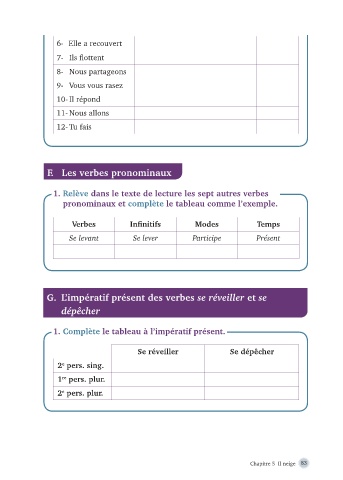 6- Elle a recouvert
7- Ils flottent
8- Nous partageons
9- Vous vous rasez
10- Il répond
11- Nous allons
12- Tu fais
F. Les verbes pronominaux
1. Relève dans le texte de lecture les sept autres verbes
pronominaux et complète le tableau comme l'exemple.
Verbes Infinitifs Modes Temps
Se levant Se lever Participe Présent
G. L'impératif présent des verbes se réveiller et se
dépêcher
1. Complète le tableau à l'impératif présent.
Se réveiller Se dépêcher
2e pers. sing.
1re pers. plur.
2e pers. plur.
Chapitre 5 Il neige 83